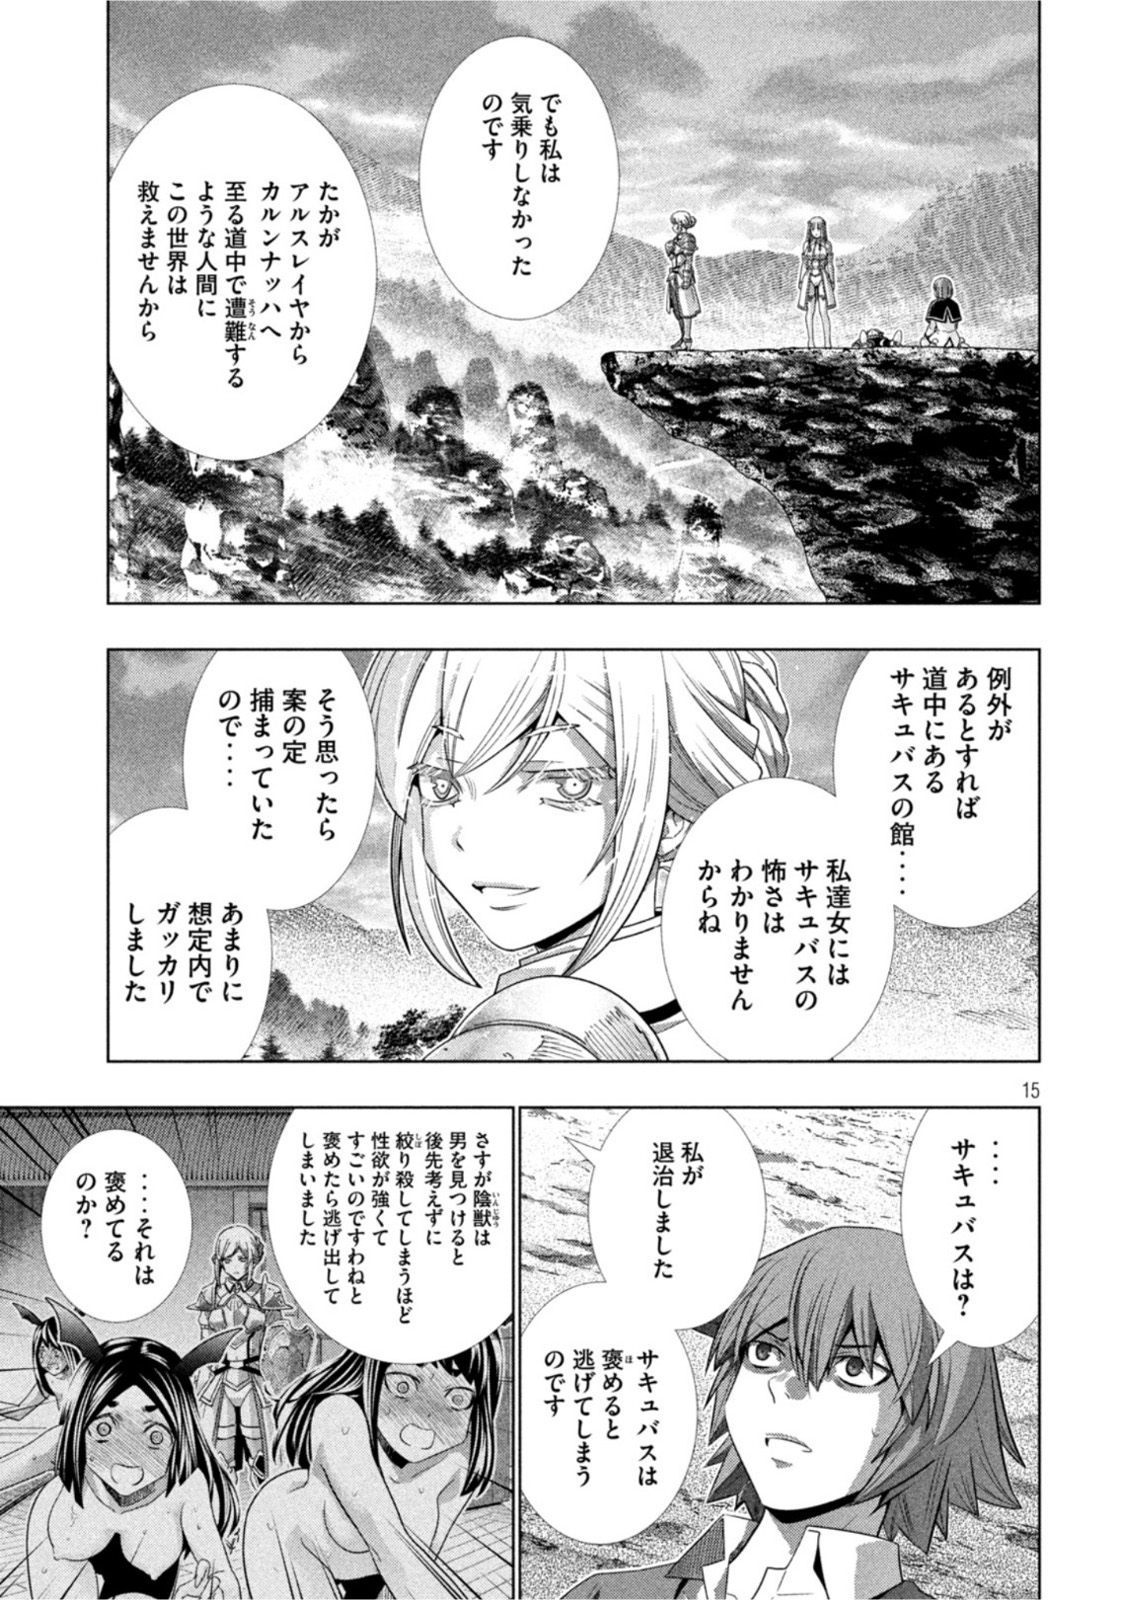 でも私は
気乗りしなかった
のです
たかが
アルスレイヤから
カルンナッハへ
至る道中で遭難する
そうなん
ような人間に
この世界は
救えませんから
例外が
あるとすれば
道中にある
サキュバスの館‥‥
私達女には
サキュバスの
怖さは
わかりません
からね
そう思ったら
案の定
捕まっていた
ので‥‥
あまりに
想定内で
ガッカリ
しました
15
‥‥
サキュバスは？
私が
退治しました
サキュバスは
褒めると
ほ
逃げてしまう
のです
さすが陰獣は
いんじゅう
男を見つけると
後先考えずに
絞り殺してしまうほど
しぼ
性欲が強くて
すごいのですわねと
褒めたら逃げ出して
しまいました
‥‥それは
褒めてる
のか？